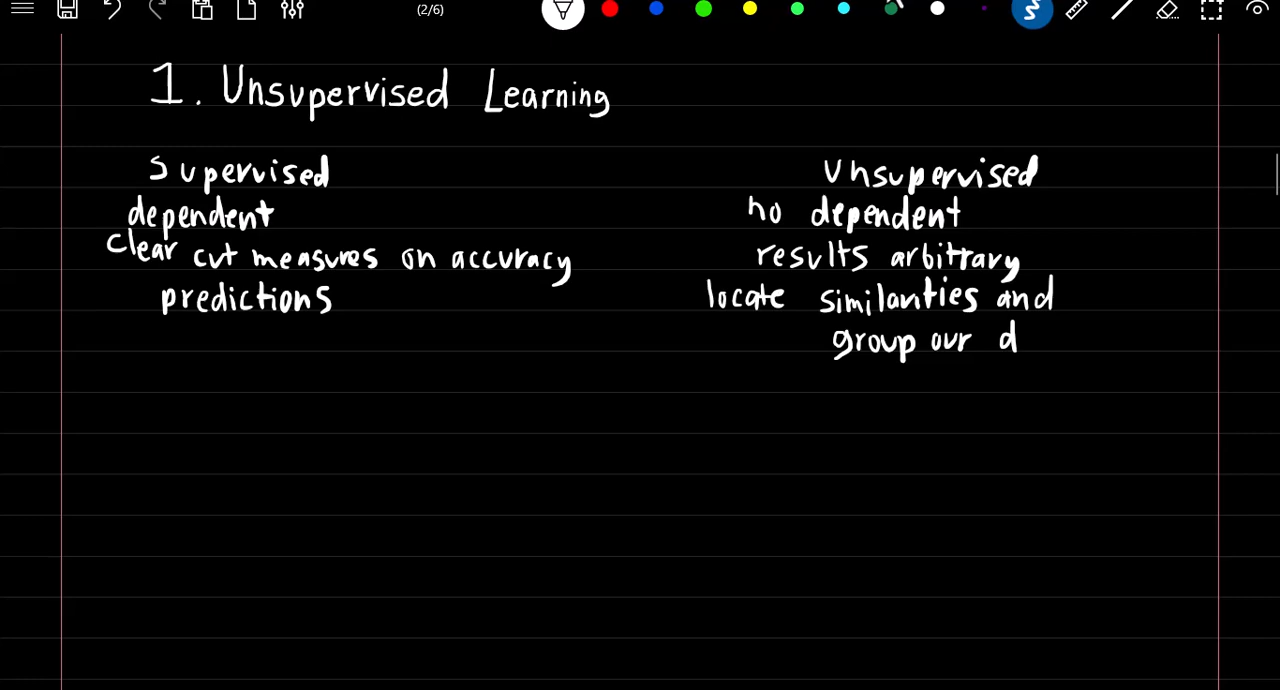 (2/6)
1. Unsupervised Learning
Supervised
dependent
clear cut measures on accuracy
predictions
Unsupervised
no dependent
results arbitrary
locate similarities and
group our d